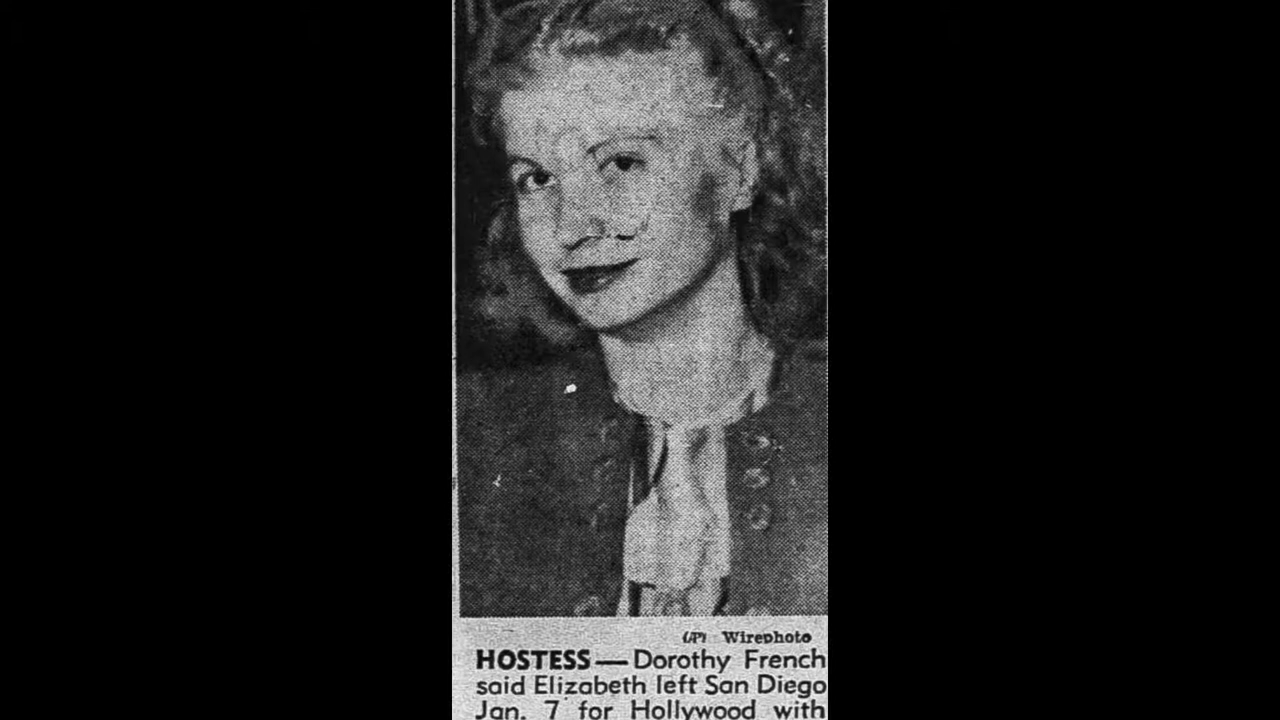 (AP) Wirephoto
HOSTESS — Dorothy French
said Elizabeth left San Diego
Jan. 7 for Hollywood with